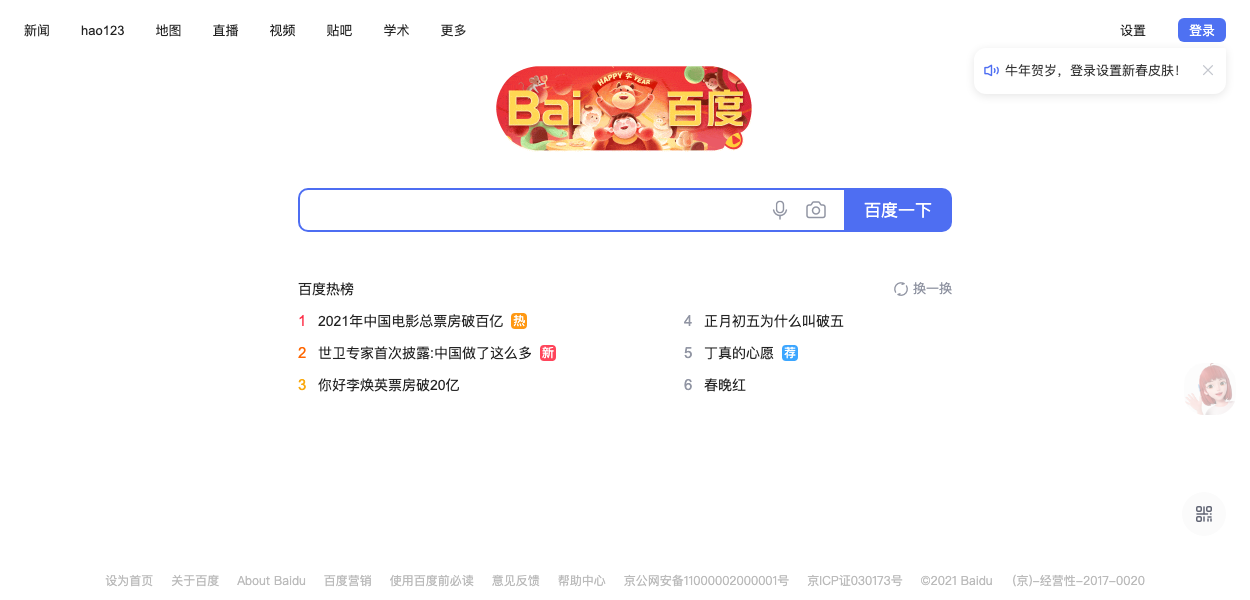 新闻 hao123 地图 直播 视频 贴吧 学术 更多 设置 登录
牛年贺岁，登录设置新春皮肤！
HAPPY 牛 YEAR
Bai 百度
百度一下
百度热榜 换一换
1 2021年中国电影总票房破百亿 热
2 世卫专家首次披露:中国做了这么多 新
3 你好李焕英票房破20亿
4 正月初五为什么叫破五
5 丁真的心愿 荐
6 春晚红
设为首页 关于百度 About Baidu 百度营销 使用百度前必读 意见反馈 帮助中心 京公网安备11000002000001号 京ICP证030173号 ©2021 Baidu (京)-经营性-2017-0020